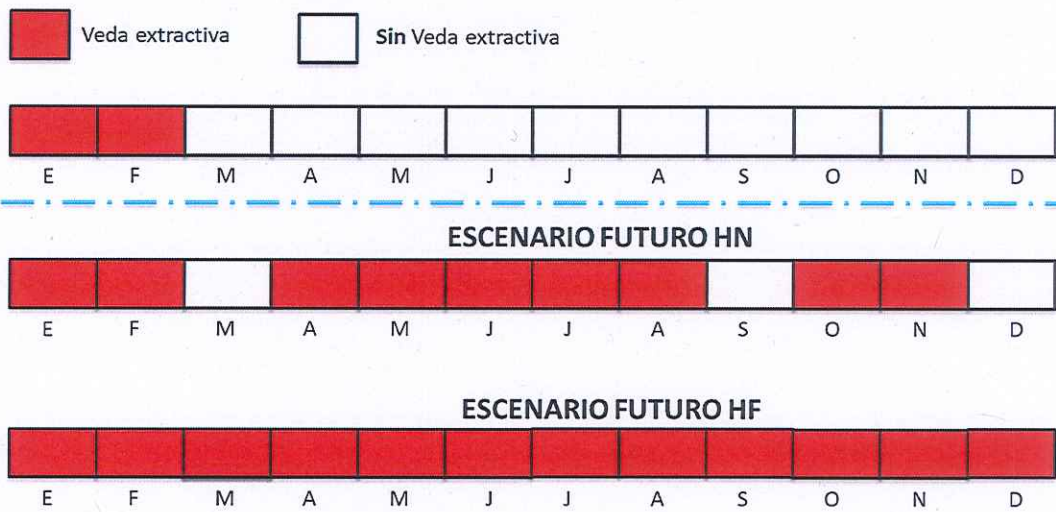 Veda extractiva Sin Veda extractiva
E F M A M J J A S O N D
ESCENARIO FUTURO HN
E F M A M J J A S O N D
ESCENARIO FUTURO HF
E F M A M J J A S O N D